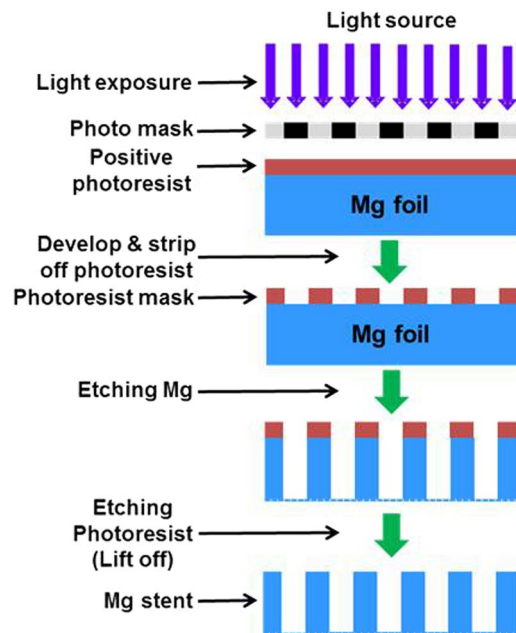 Light source
Light exposure
Photo mask
Positive
photoresist
Mg foil
Develop & strip
off photoresist
Photoresist mask
Mg foil
Etching Mg
Etching
Photoresist
(Lift off)
Mg stent